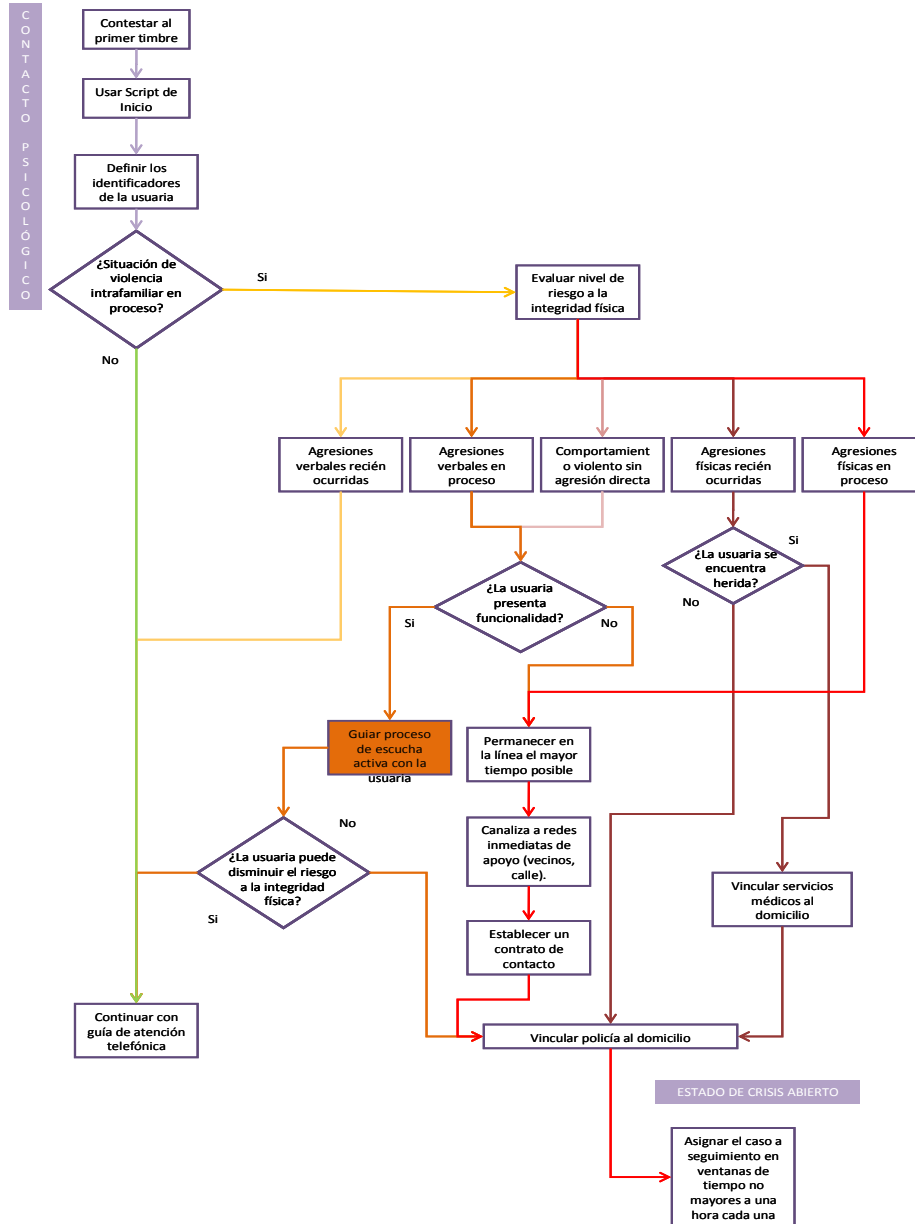 CONTACTO PSICOLÓGICO
Contestar al
primer timbre
Usar Script de
Inicio
Definir los
identificadores
de la usuaria
¿Situación de
violencia
intrafamiliar en
proceso?
Si
No
Evaluar nivel de
riesgo a la
integridad física
Agresiones
verbales recién
ocurridas
Agresiones
verbales en
proceso
Comportamient
o violento sin
agresión directa
Agresiones
físicas recién
ocurridas
Agresiones
físicas en
proceso
¿La usuaria se
encuentra
herida?
Si
No
¿La usuaria
presenta
funcionalidad?
Si
No
Guiar proceso
de escucha
activa con la
usuaria
Permanecer en
la línea el mayor
tiempo posible
Canaliza a redes
inmediatas de
apoyo (vecinos,
calle).
Establecer un
contrato de
contacto
¿La usuaria puede
disminuir el riesgo
a la integridad
física?
No
Si
Vincular servicios
médicos al
domicilio
Continuar con
guía de atención
telefónica
Vincular policía al domicilio
ESTADO DE CRISIS ABIERTO
Asignar el caso a
seguimiento en
ventanas de
tiempo no
mayores a una
hora cada una